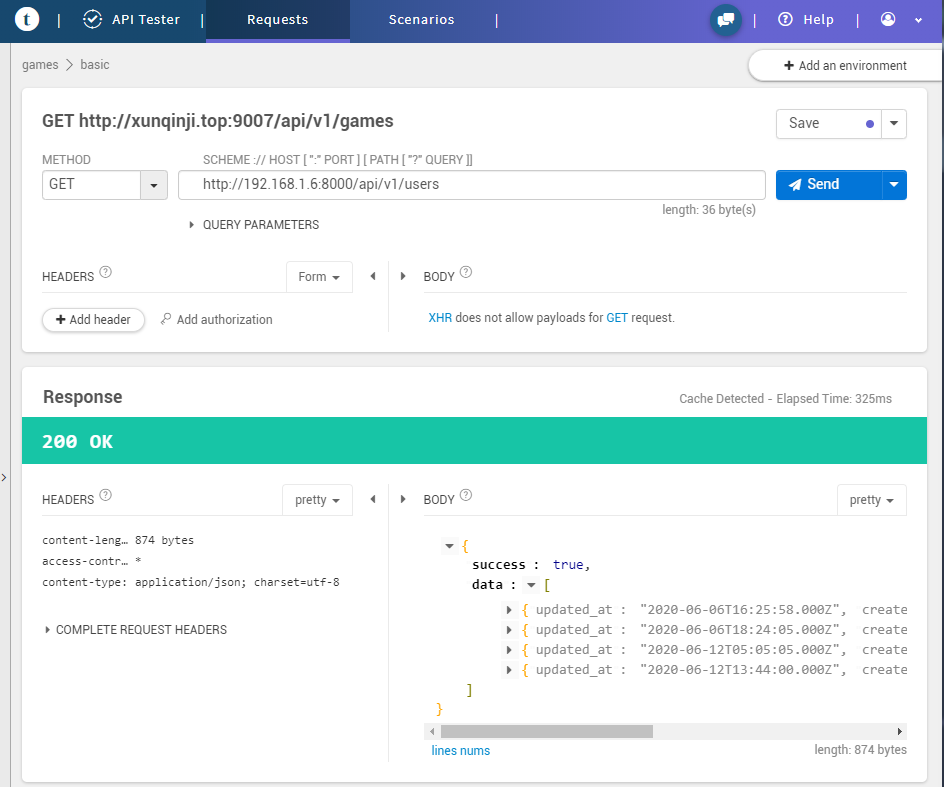 t | API Tester | Requests Scenarios | | Help |
games > basic
+ Add an environment
GET http://xunqinji.top:9007/api/v1/games
Save
METHOD
SCHEME :// HOST [ ":" PORT ] [ PATH [ "?" QUERY ]]
GET
http://192.168.1.6:8000/api/v1/users
Send
length: 36 byte(s)
QUERY PARAMETERS
HEADERS ?
Form
BODY ?
+ Add header
Add authorization
XHR does not allow payloads for GET request.
Response
Cache Detected - Elapsed Time: 325ms
200 OK
HEADERS ?
pretty
BODY ?
pretty
content-leng… 874 bytes
access-contr… *
content-type: application/json; charset=utf-8
COMPLETE REQUEST HEADERS
{
success : true,
data : [
{ updated_at : "2020-06-06T16:25:58.000Z", create
{ updated_at : "2020-06-06T18:24:05.000Z", create
{ updated_at : "2020-06-12T05:05:05.000Z", create
{ updated_at : "2020-06-12T13:44:00.000Z", create
]
}
lines nums
length: 874 bytes